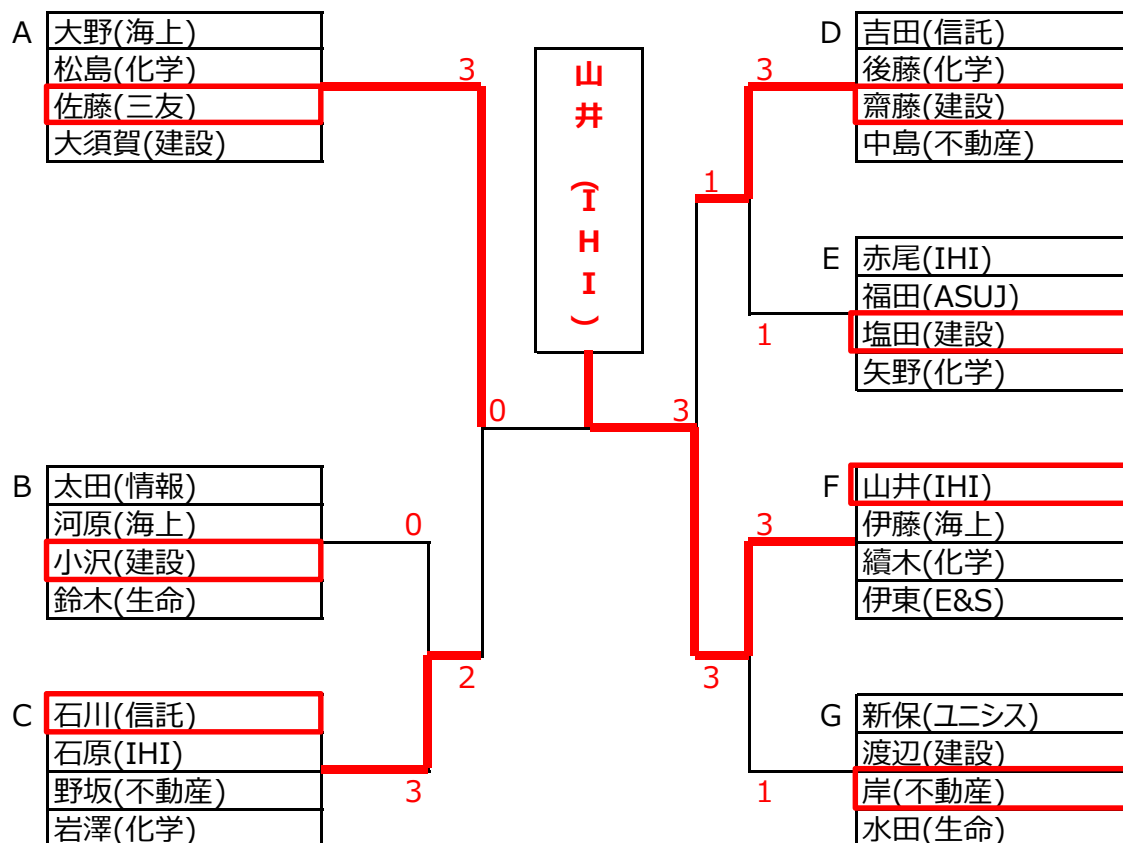 A
大野(海上)
松島(化学)
佐藤(三友)
大須賀(建設)
3
B
太田(情報)
河原(海上)
小沢(建設)
鈴木(生命)
0
C
石川(信託)
石原(IHI)
野坂(不動産)
岩澤(化学)
3
2
0
山井 (IHI)
3
D
吉田(信託)
後藤(化学)
齋藤(建設)
中島(不動産)
3
1
E
赤尾(IHI)
福田(ASUJ)
塩田(建設)
矢野(化学)
1
F
山井(IHI)
伊藤(海上)
續木(化学)
伊東(E&S)
3
3
G
新保(ユニシス)
渡辺(建設)
岸(不動産)
水田(生命)
1